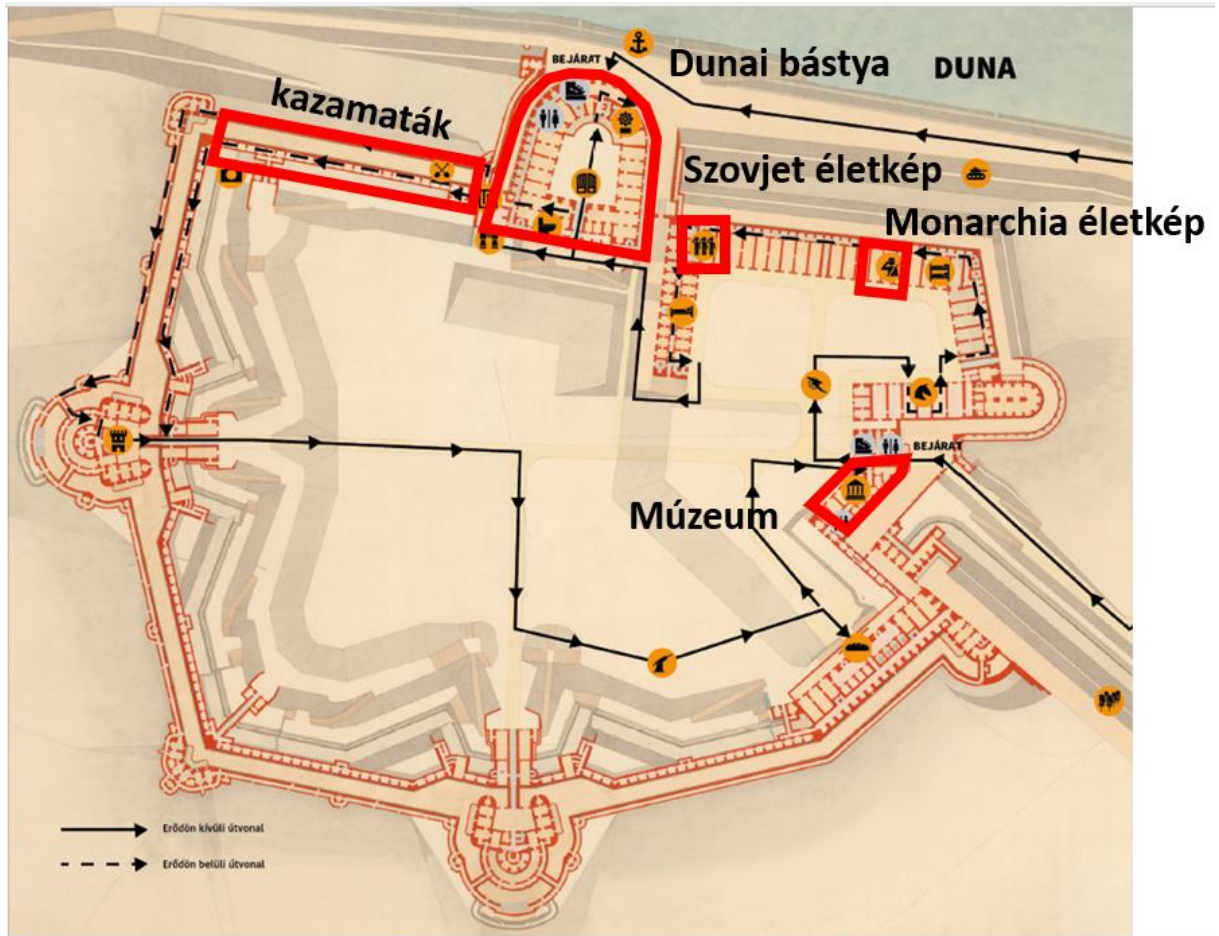 BEJÁRAT
Dunai bástya
DUNA
kazamaták
Szovjet életkép
Monarchia életkép
BEJÁRAT
Múzeum
Erődön kívüli útvonal
Erődön belüli útvonal